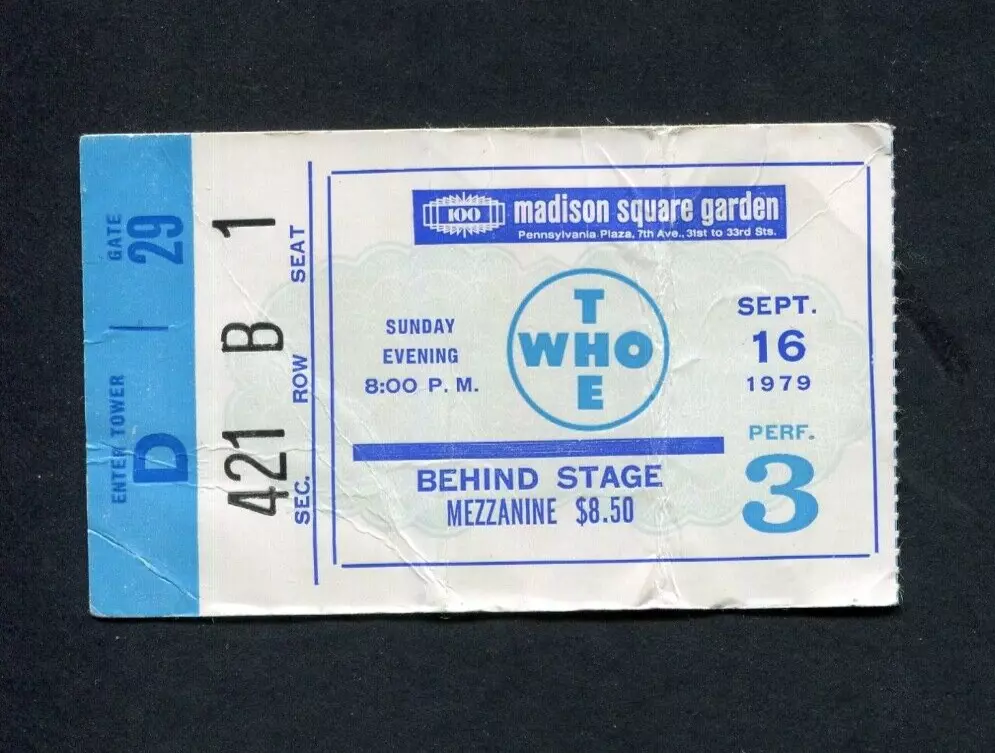 GATE
29
ENTER TOWER
D
SEAT
1
ROW
B
SEC.
421
100 madison square garden
Pennsylvania Plaza, 7th Ave., 31st to 33rd Sts.
SUNDAY
EVENING
8:00 P. M.
T
WHO
E
SEPT.
16
1979
PERF.
3
BEHIND STAGE
MEZZANINE $8.50